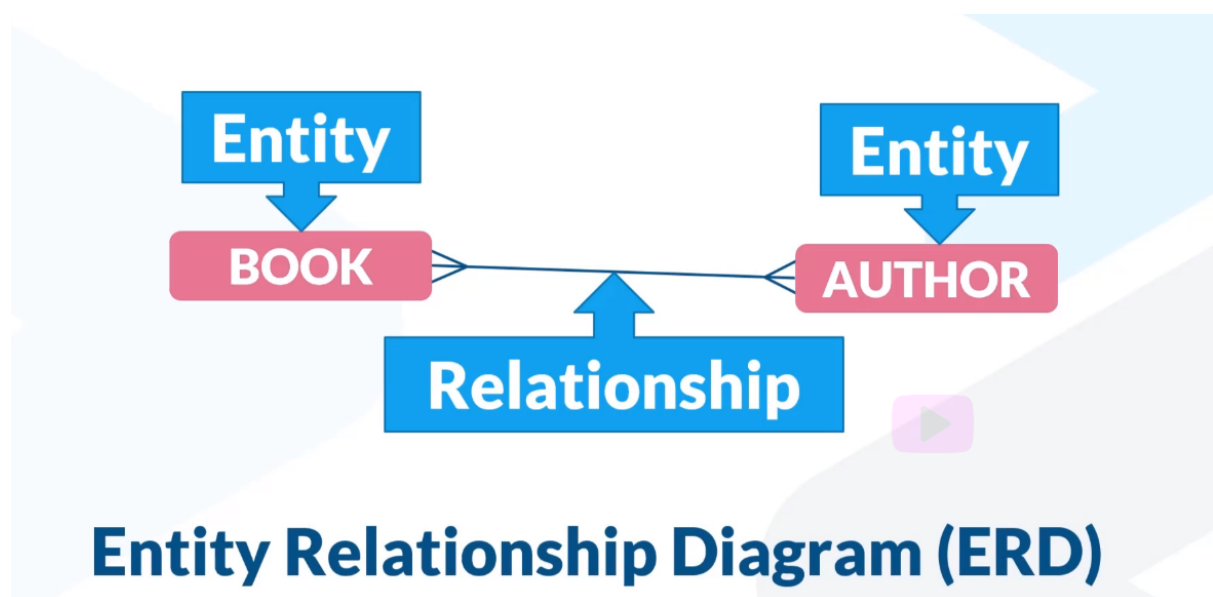 Entity
Entity
BOOK
AUTHOR
Relationship
Entity Relationship Diagram (ERD)